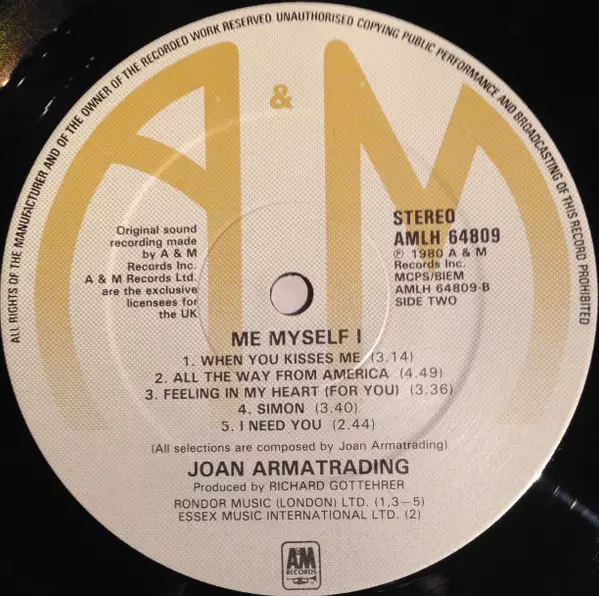 ALL RIGHTS OF THE MANUFACTURER AND OF THE OWNER OF THE RECORDED WORK RESERVED UNAUTHORISED COPYING PUBLIC PERFORMANCE AND BROADCASTING OF THIS RECORD PROHIBITED
A & M
Original sound
recording made
by A & M
Records Inc.
A & M Records Ltd.
are the exclusive
licensees for
the UK
STEREO
AMLH 64809
℗ 1980 A & M
Records Inc.
MCPS/BIEM
AMLH 64809-B
SIDE TWO
ME MYSELF I
1. WHEN YOU KISSES ME (3.14)
2. ALL THE WAY FROM AMERICA (4.49)
3. FEELING IN MY HEART (FOR YOU) (3.36)
4. SIMON (3.40)
5. I NEED YOU (2.44)
(All selections are composed by Joan Armatrading)
JOAN ARMATRADING
Produced by RICHARD GOTTEHRER
RONDOR MUSIC (LONDON) LTD. (1,3—5)
ESSEX MUSIC INTERNATIONAL LTD. (2)
AM
RECORDS